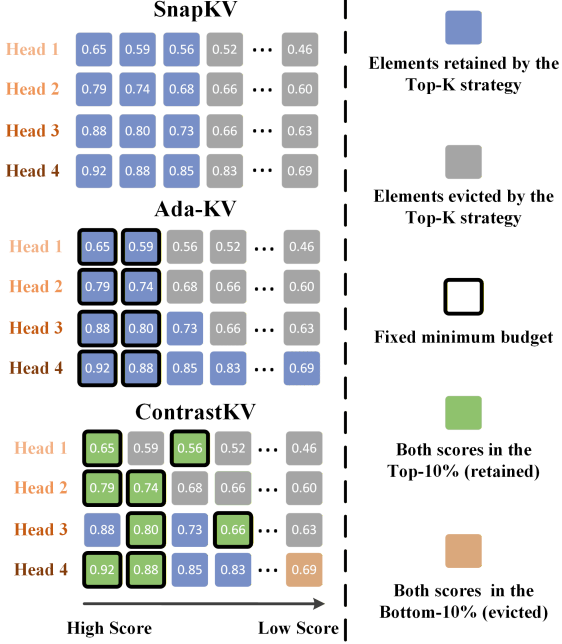 SnapKV
Head 1 0.65 0.59 0.56 0.52 ... 0.46
Head 2 0.79 0.74 0.68 0.66 ... 0.60
Head 3 0.88 0.80 0.73 0.66 ... 0.63
Head 4 0.92 0.88 0.85 0.83 ... 0.69
Ada-KV
Head 1 0.65 0.59 0.56 0.52 ... 0.46
Head 2 0.79 0.74 0.68 0.66 ... 0.60
Head 3 0.88 0.80 0.73 0.66 ... 0.63
Head 4 0.92 0.88 0.85 0.83 ... 0.69
ContrastKV
Head 1 0.65 0.59 0.56 0.52 ... 0.46
Head 2 0.79 0.74 0.68 0.66 ... 0.60
Head 3 0.88 0.80 0.73 0.66 ... 0.63
Head 4 0.92 0.88 0.85 0.83 ... 0.69
High Score Low Score
Elements retained by the
Top-K strategy
Elements evicted by the
Top-K strategy
Fixed minimum budget
Both scores in the
Top-10% (retained)
Both scores in the
Bottom-10% (evicted)